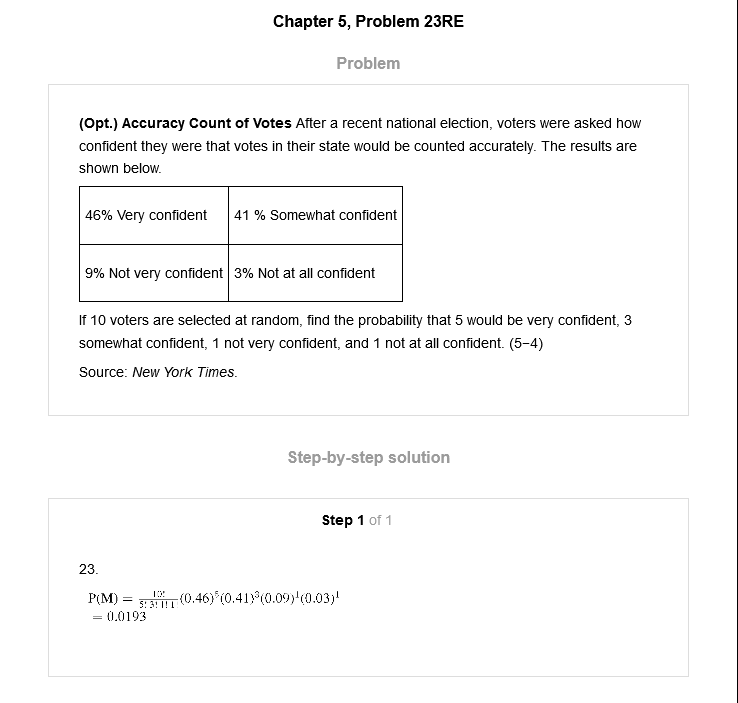 Chapter 5, Problem 23RE
Problem
(Opt.) Accuracy Count of Votes After a recent national election, voters were asked how
confident they were that votes in their state would be counted accurately. The results are
shown below.
46% Very confident 41 % Somewhat confident
9% Not very confident 3% Not at all confident
If 10 voters are selected at random, find the probability that 5 would be very confident, 3
somewhat confident, 1 not very confident, and 1 not at all confident. (5–4)
Source: New York Times.
Step-by-step solution
Step 1 of 1
23.
P(M) = 10!/5! 3! 1! 1! (0.46)⁵(0.41)³(0.09)¹(0.03)¹
= 0.0193